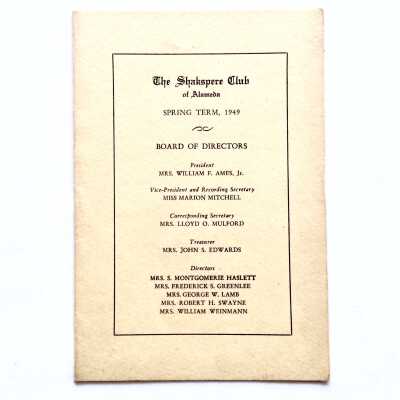 The Shakspere Club
of Alameda
SPRING TERM, 1949
BOARD OF DIRECTORS
President
MRS. WILLIAM F. AMES, Jr.
Vice-President and Recording Secretary
MISS MARION MITCHELL
Corresponding Secretary
MRS. LLOYD O. MULFORD
Treasurer
MRS. JOHN S. EDWARDS
Directors
MRS. S. MONTGOMERIE HASLETT
MRS. FREDERICK S. GREENLEE
MRS. GEORGE W. LAMB
MRS. ROBERT H. SWAYNE
MRS. WILLIAM WEINMANN